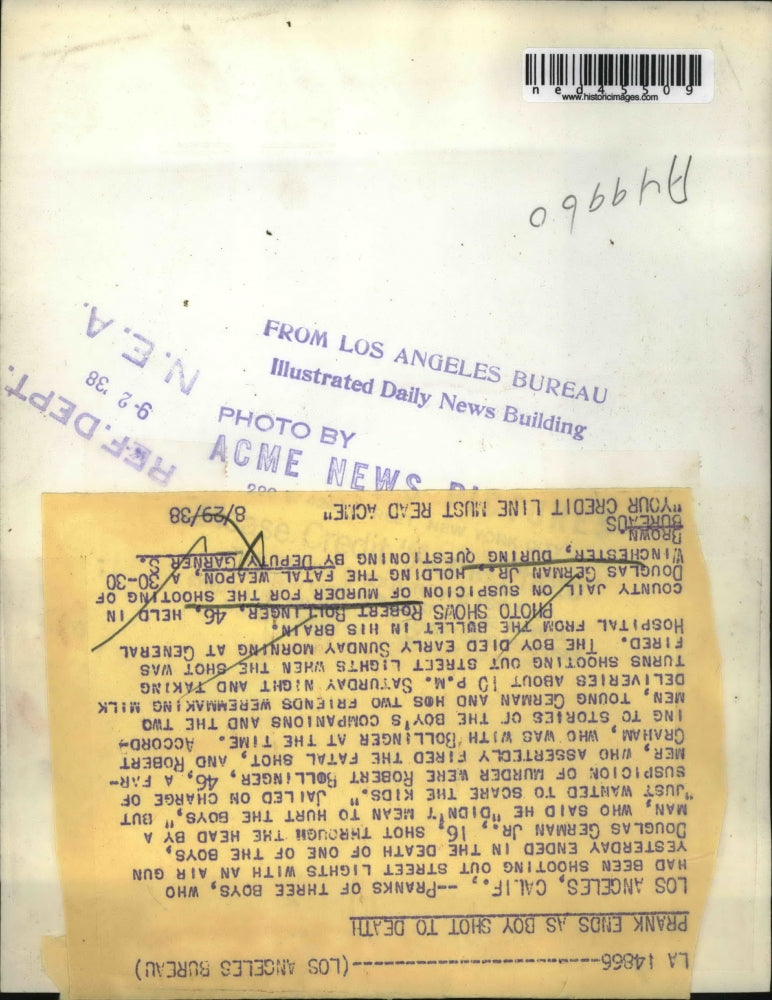 ned45509
www.historicimages.com
A49960
FROM LOS ANGELES BUREAU
Illustrated Daily News Building
PHOTO BY
ACME NEWS
REF. DEPT.
9-2 '38
N.E.A.
LA 14866--------------------(LOS ANGELES BUREAU)
PRANK ENDS AS BOY SHOT TO DEATH
LOS ANGELES, CALIF., --PRANKS OF THREE BOYS, WHO
HAD BEEN SHOOTING OUT STREET LIGHTS WITH AN AIR GUN
YESTERDAY ENDED IN THE DEATH OF ONE OF THE BOYS,
DOUGLAS GERMAN JR., 16, SHOT THROUGH THE HEAD BY A
MAN, WHO SAID HE "DIDN'T MEAN TO HURT THE BOYS," BUT
"JUST WANTED TO SCARE THE KIDS." JAILED ON CHARGE OF
SUSPICION OF MURDER WERE ROBERT BOLLINGER, 46, A FAR-
MER, WHO ASSERTEDLY FIRED THE FATAL SHOT, AND ROBERT
GRAHAM, WHO WAS WITH BOLLINGER AT THE TIME. ACCORD-
ING TO STORIES OF THE BOY'S COMPANIONS AND THE TWO
MEN, YOUNG GERMAN AND HOS TWO FRIENDS WEREMMAKING MILK
DELIVERIES ABOUT 10 P.M. SATURDAY NIGHT AND TAKING
TURNS SHOOTING OUT STREET LIGHTS WHEN THE SHOT WAS
FIRED. THE BOY DIED EARLY SUNDAY MORNING AT GENERAL
HOSPITAL FROM THE BULLET IN HIS BRAIN.
PHOTO SHOWS ROBERT BOLLINGER, 46, HELD IN
COUNTY JAIL ON SUSPICION OF MURDER FOR THE SHOOTING OF
DOUGLAS GERMAN JR., HOLDING THE FATAL WEAPON, A 30-30
WINCHESTER, DURING QUESTIONING BY DEPUTY GARNER S.
BROWN.
BUREAUS
"YOUR CREDIT LINE MUST READ ACME" 8/29/38